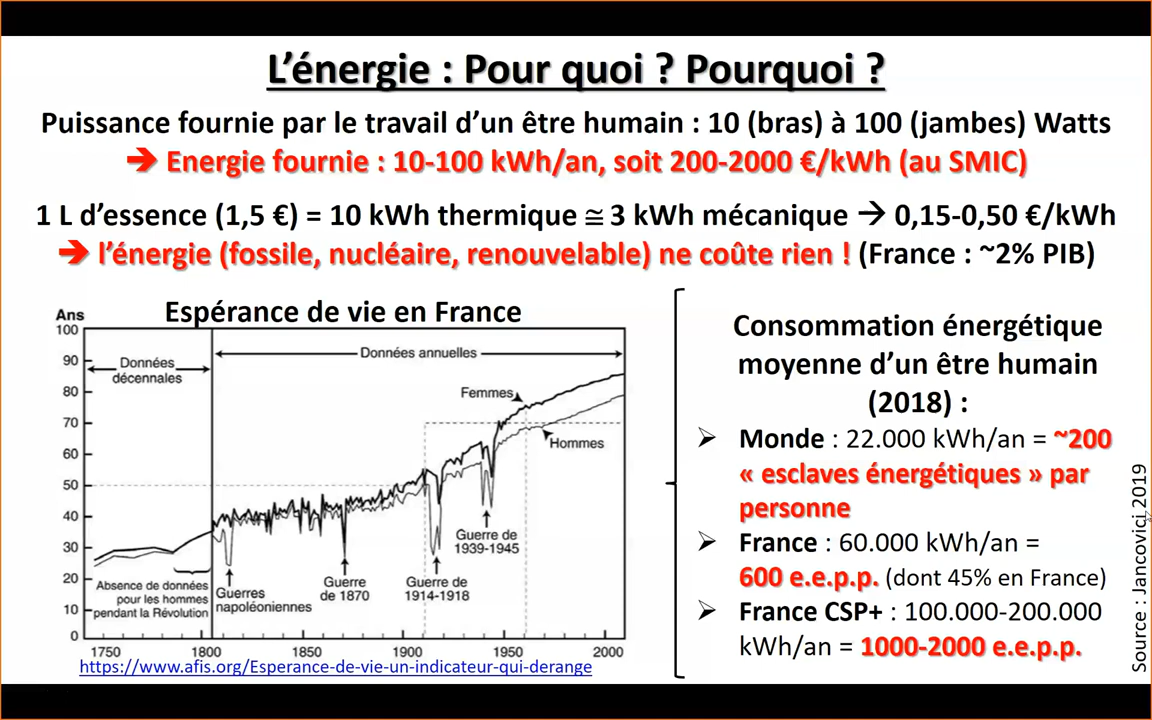 L’énergie : Pour quoi ? Pourquoi ?
Puissance fournie par le travail d’un être humain : 10 (bras) à 100 (jambes) Watts
➔ Energie fournie : 10-100 kWh/an, soit 200-2000 €/kWh (au SMIC)
1 L d’essence (1,5 €) = 10 kWh thermique ≅ 3 kWh mécanique → 0,15-0,50 €/kWh
➔ l’énergie (fossile, nucléaire, renouvelable) ne coûte rien ! (France : ~2% PIB)
Espérance de vie en France
Ans
100
90
80
70
60
50
40
30
20
10
0
Données
décennales
Données annuelles
Femmes
Hommes
Guerre de
1939-1945
Absence de données
pour les hommes
pendant la Révolution
Guerres
napoléoniennes
Guerre
de 1870
Guerre de
1914-1918
1750 1800 1850 1900 1950 2000
https://www.afis.org/Esperance-de-vie-un-indicateur-qui-derange
Consommation énergétique
moyenne d’un être humain
(2018) :
➢ Monde : 22.000 kWh/an = ~200
« esclaves énergétiques » par
personne
➢ France : 60.000 kWh/an =
600 e.e.p.p. (dont 45% en France)
➢ France CSP+ : 100.000-200.000
kWh/an = 1000-2000 e.e.p.p.
Source : Jancovici 2019